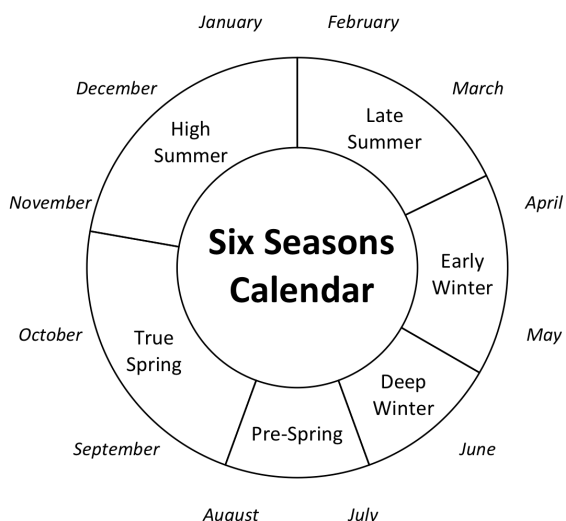 January
February
December
March
High
Summer
Late
Summer
November
April
Six Seasons
Calendar
Early
Winter
October
May
True
Spring
Deep
Winter
Pre-Spring
September
June
August
July